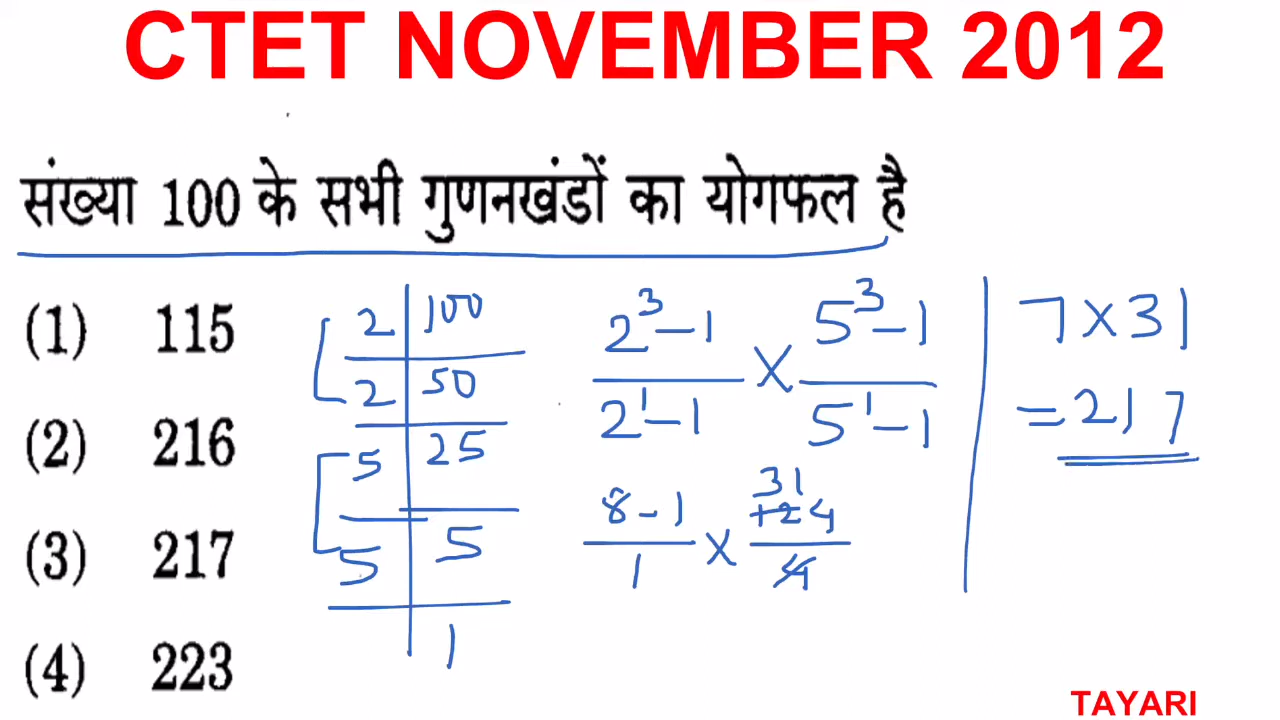 CTET NOVEMBER 2012
संख्या 100 के सभी गुणनखंडों का योगफल है
(1) 115
(2) 216
(3) 217
(4) 223
2 | 100
2 | 50
5 | 25
5 | 5
1
2³-1 × 5³-1
2¹-1 5¹-1
8-1 × 31 124
1 4
7×31
=217
TAYARI